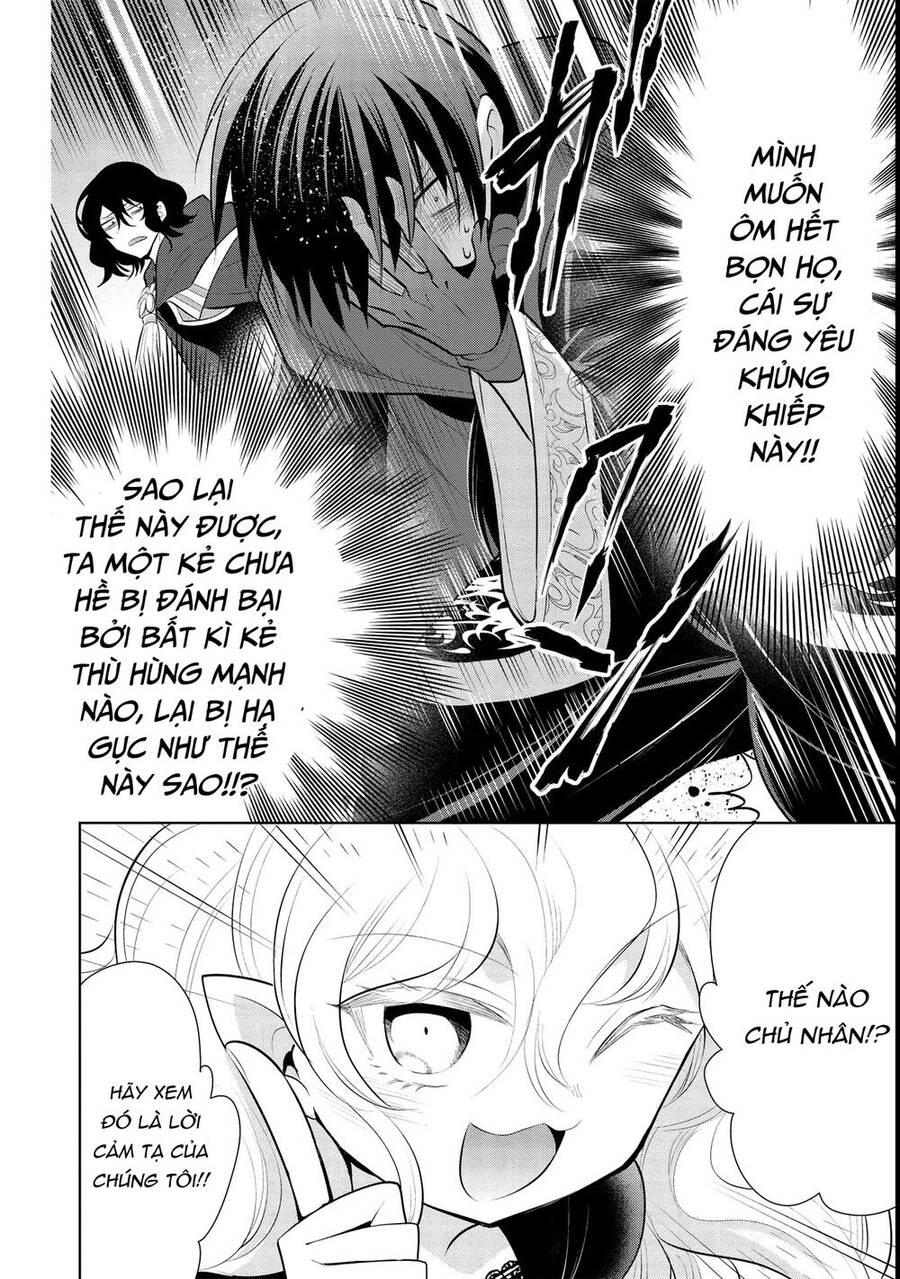 MÌNH
MUỐN
ÔM HẾT
BỌN HỌ,
CÁI SỰ
ĐÁNG YÊU
KHỦNG
KHIẾP
NÀY!!
SAO LẠI
THẾ NÀY ĐƯỢC,
TA MỘT KẺ CHƯA
HỀ BỊ ĐÁNH BẠI
BỞI BẤT KÌ KẺ
THÙ HÙNG MẠNH
NÀO, LẠI BỊ HẠ
GỤC NHƯ THẾ
NÀY SAO!!?
THẾ NÀO
CHỦ NHÂN!?
HÃY XEM
ĐÓ LÀ LỜI
CẢM TẠ CỦA
CHÚNG TÔI!!